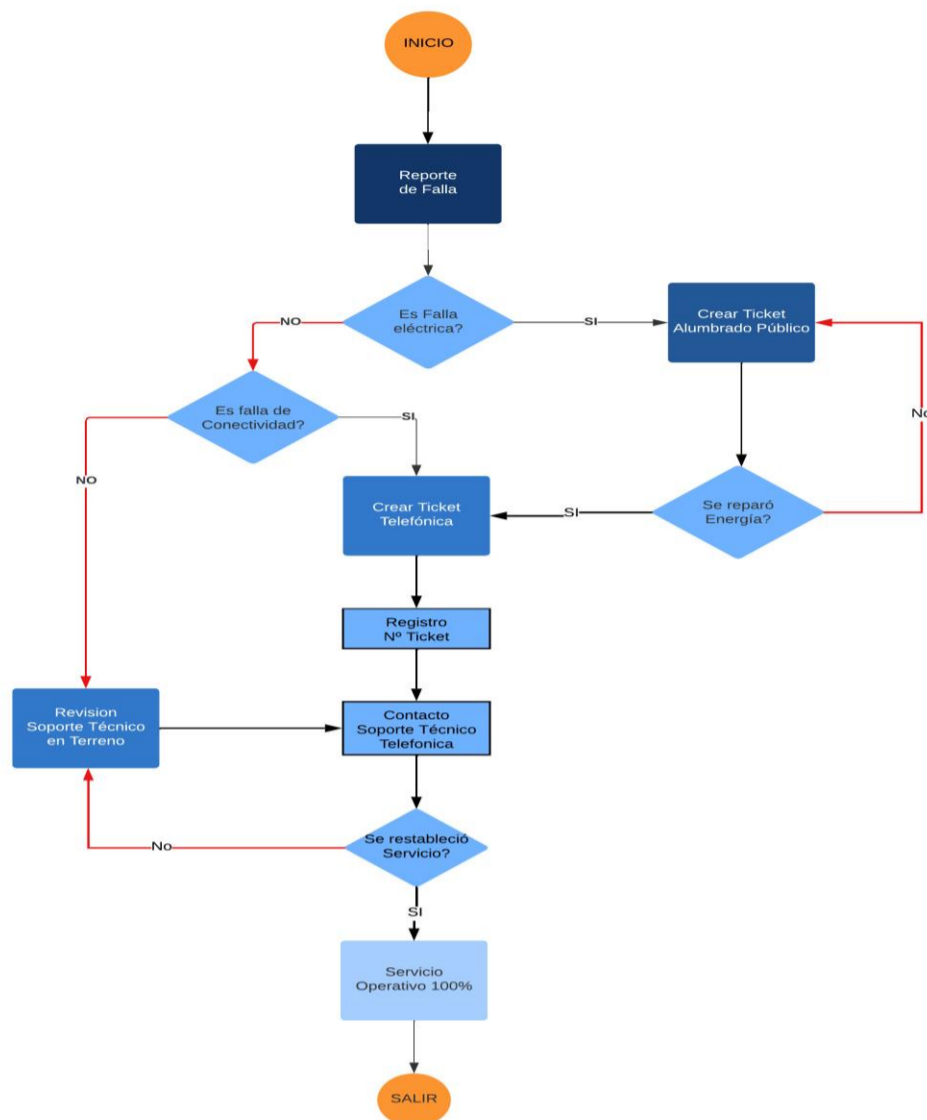 INICIO
Reporte
de Falla
Es Falla
eléctrica?
NO
SI
Crear Ticket
Alumbrado Público
Es falla de
Conectividad?
SI
No
NO
Crear Ticket
Telefónica
SI
Se reparó
Energía?
Registro
Nº Ticket
Revision
Soporte Técnico
en Terreno
Contacto
Soporte Técnico
Telefonica
Se restableció
Servicio?
No
SI
Servicio
Operativo 100%
SALIR